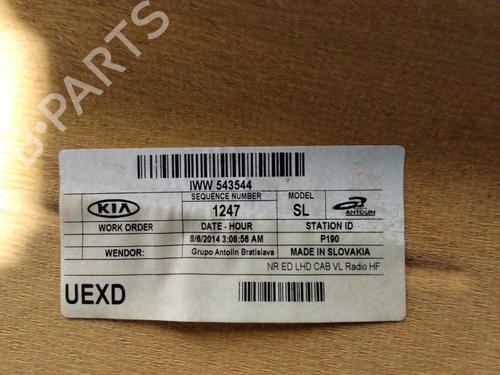 B-PARTS
IWW 543544
KIA
SEQUENCE NUMBER
MODEL
1247
SL
ANTOLIN
WORK ORDER
DATE - HOUR
STATION ID
8/6/2014 3:06:56 AM
P190
WENDOR:
Grupo Antolin Bratislava
MADE IN SLOVAKIA
NR ED LHD CAB VL Radio HF
UEXD